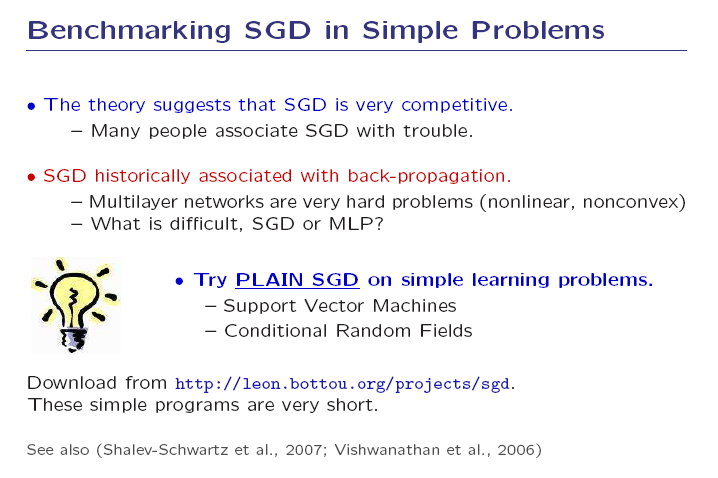 Benchmarking SGD in Simple Problems
• The theory suggests that SGD is very competitive.
– Many people associate SGD with trouble.
• SGD historically associated with back-propagation.
– Multilayer networks are very hard problems (nonlinear, nonconvex)
– What is difficult, SGD or MLP?
• Try PLAIN SGD on simple learning problems.
– Support Vector Machines
– Conditional Random Fields
Download from http://leon.bottou.org/projects/sgd.
These simple programs are very short.
See also (Shalev-Schwartz et al., 2007; Vishwanathan et al., 2006)